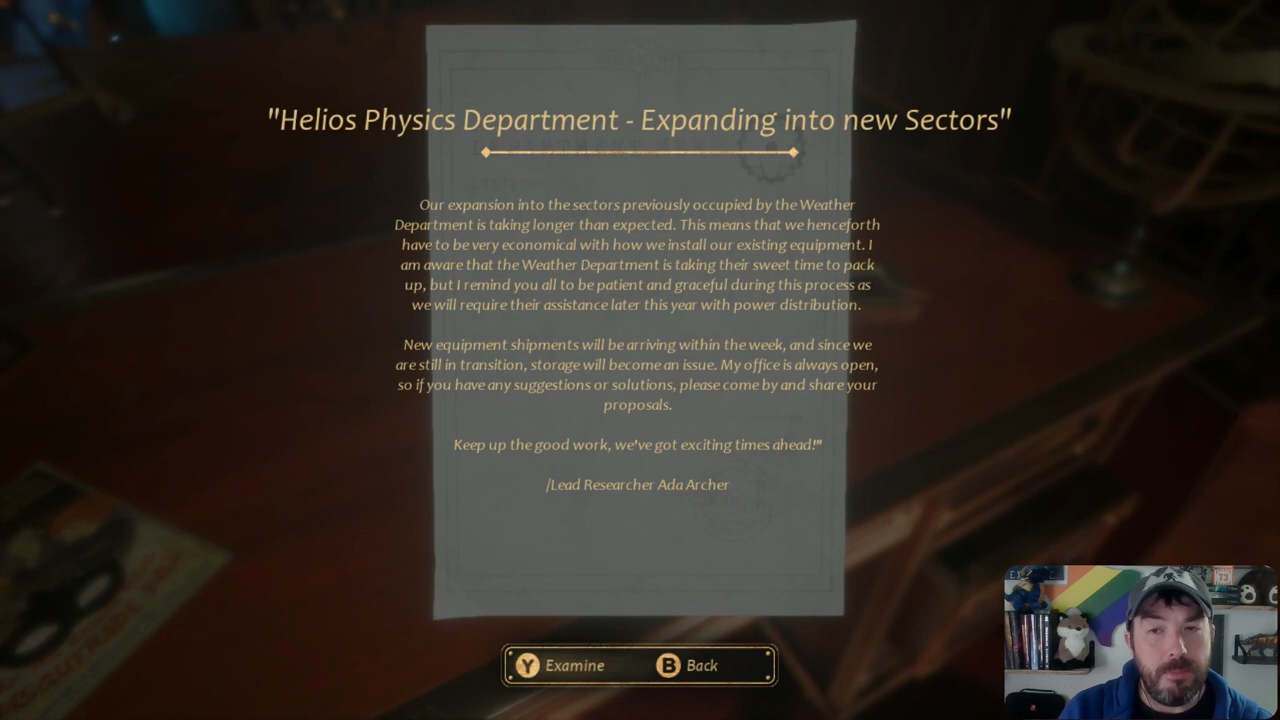 "Helios Physics Department - Expanding into new Sectors"
Our expansion into the sectors previously occupied by the Weather
Department is taking longer than expected. This means that we henceforth
have to be very economical with how we install our existing equipment. I
am aware that the Weather Department is taking their sweet time to pack
up, but I remind you all to be patient and graceful during this process as
we will require their assistance later this year with power distribution.
New equipment shipments will be arriving within the week, and since we
are still in transition, storage will become an issue. My office is always open,
so if you have any suggestions or solutions, please come by and share your
proposals.
Keep up the good work, we've got exciting times ahead!"
/Lead Researcher Ada Archer
Y Examine B Back